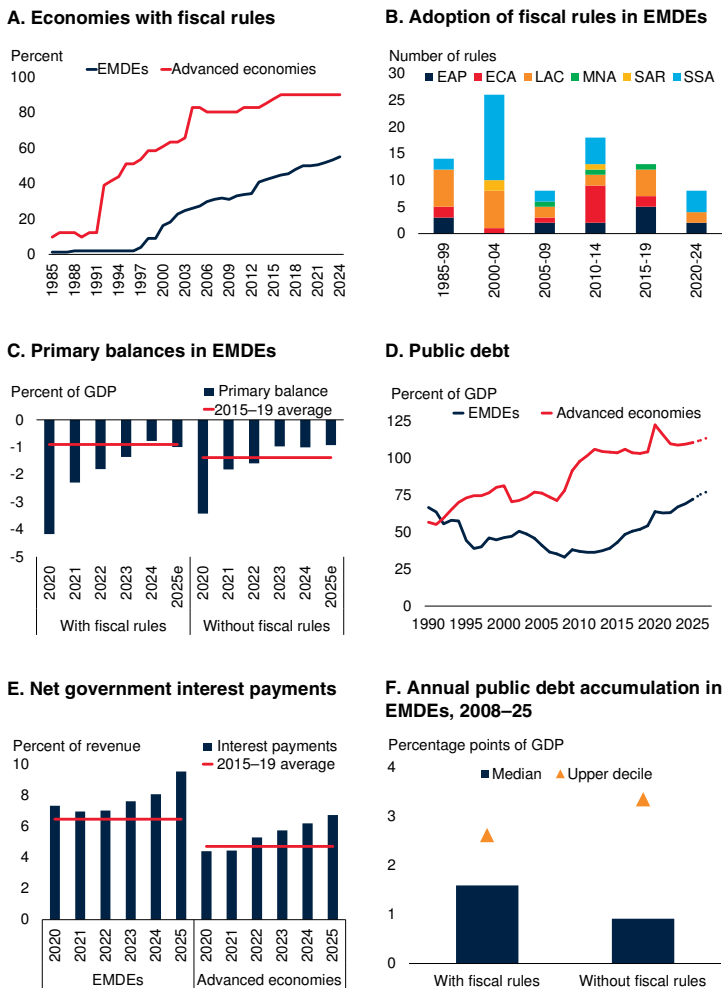 A. Economies with fiscal rules
Percent
EMDEs Advanced economies
100
80
60
40
20
0
1985 1988 1991 1994 1997 2000 2003 2006 2009 2012 2015 2018 2021 2024
B. Adoption of fiscal rules in EMDEs
Number of rules
EAP ECA LAC MNA SAR SSA
30
25
20
15
10
5
0
1985-99 2000-04 2005-09 2010-14 2015-19 2020-24
C. Primary balances in EMDEs
Percent of GDP
Primary balance
2015–19 average
0
-1
-2
-3
-4
-5
2020 2021 2022 2023 2024 2025e 2020 2021 2022 2023 2024 2025e
With fiscal rules Without fiscal rules
D. Public debt
Percent of GDP
EMDEs Advanced economies
125
100
75
50
25
0
1990 1995 2000 2005 2010 2015 2020 2025
E. Net government interest payments
Percent of revenue
Interest payments
2015–19 average
10
8
6
4
2
0
2020 2021 2022 2023 2024 2025 2020 2021 2022 2023 2024 2025
EMDEs Advanced economies
F. Annual public debt accumulation in
EMDEs, 2008–25
Percentage points of GDP
Median Upper decile
4
3
2
1
0
With fiscal rules Without fiscal rules